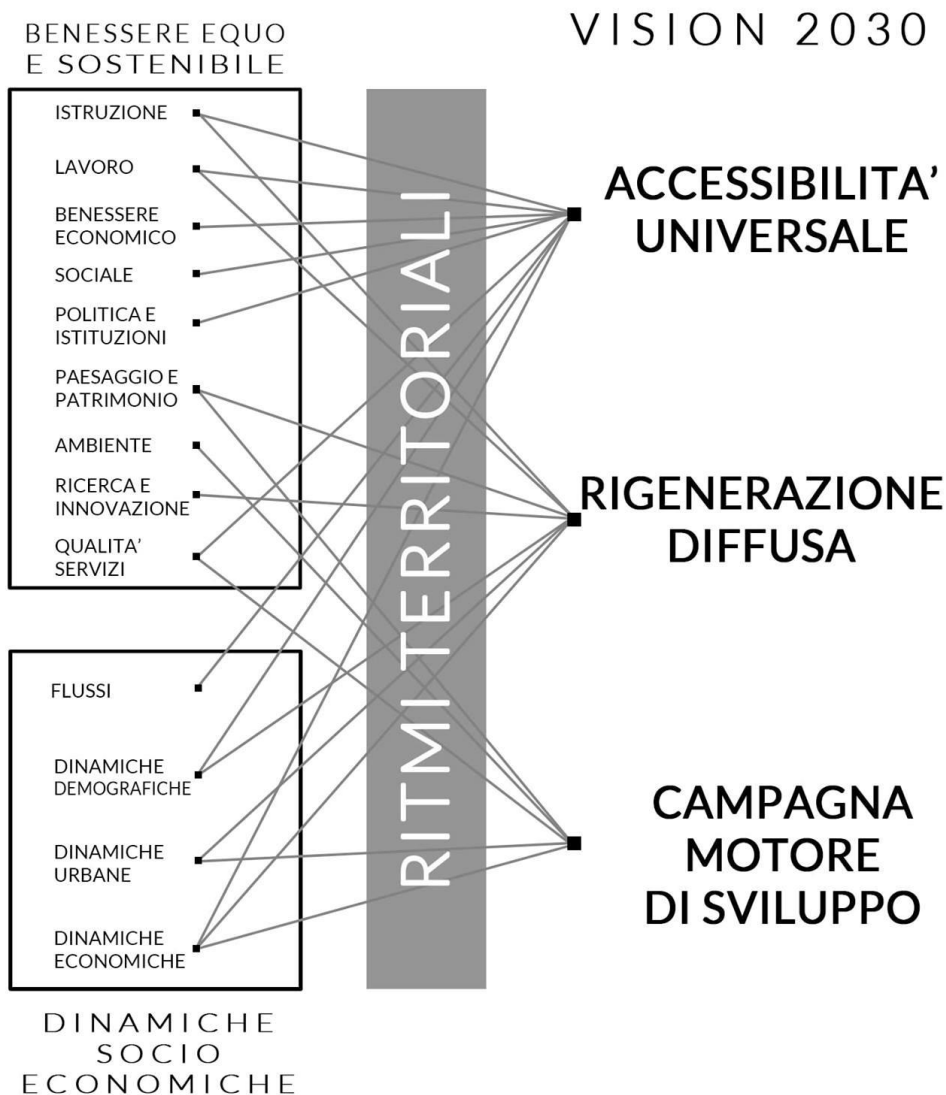 BENESSERE EQUO
E SOSTENIBILE
VISION 2030
ISTRUZIONE
LAVORO
BENESSERE
ECONOMICO
SOCIALE
POLITICA E
ISTITUZIONI
PAESAGGIO E
PATRIMONIO
AMBIENTE
RICERCA E
INNOVAZIONE
QUALITA'
SERVIZI
FLUSSI
DINAMICHE
DEMOGRAFICHE
DINAMICHE
URBANE
DINAMICHE
ECONOMICHE
DINAMICHE
SOCIO
ECONOMICHE
RITMI TERRITORIALI
ACCESSIBILITA'
UNIVERSALE
RIGENERAZIONE
DIFFUSA
CAMPAGNA
MOTORE
DI SVILUPPO